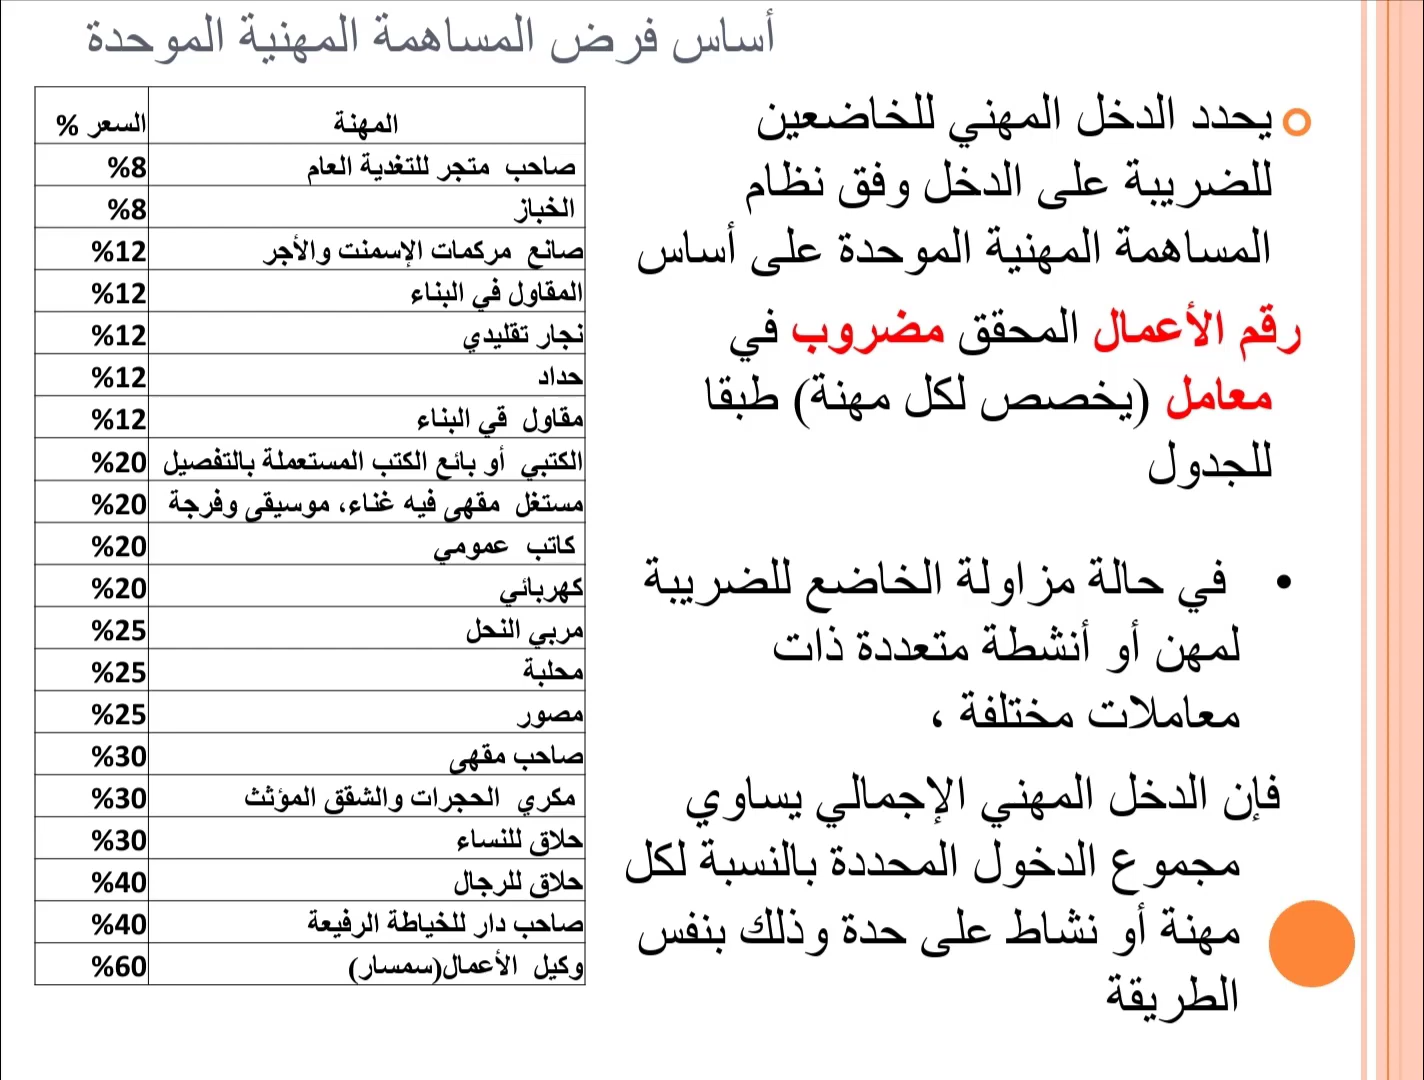 أساس فرض المساهمة المهنية الموحدة
يحدد الدخل المهني للخاضعين
للضريبة على الدخل وفق نظام
المساهمة المهنية الموحدة على أساس
رقم الأعمال المحقق مضروب في
معامل (يخصص لكل مهنة) طبقا
للجدول
• في حالة مزاولة الخاضع للضريبة
لمهن أو أنشطة متعددة ذات
معاملات مختلفة ،
فإن الدخل المهني الإجمالي يساوي
مجموع الدخول المحددة بالنسبة لكل
مهنة أو نشاط على حدة وذلك بنفس
الطريقة
المهنة السعر %
صاحب متجر للتغدية العام %8
الخباز %8
صانع مركمات الإسمنت والأجر %12
المقاول في البناء %12
نجار تقليدي %12
حداد %12
مقاول قي البناء %12
الكتبي أو بائع الكتب المستعملة بالتفصيل %20
مستغل مقهى فيه غناء، موسيقى وفرجة %20
كاتب عمومي %20
كهربائي %20
مربي النحل %25
محلبة %25
مصور %25
صاحب مقهى %30
مكري الحجرات والشقق المؤثث %30
حلاق للنساء %30
حلاق للرجال %40
صاحب دار للخياطة الرفيعة %40
وكيل الأعمال(سمسار) %60